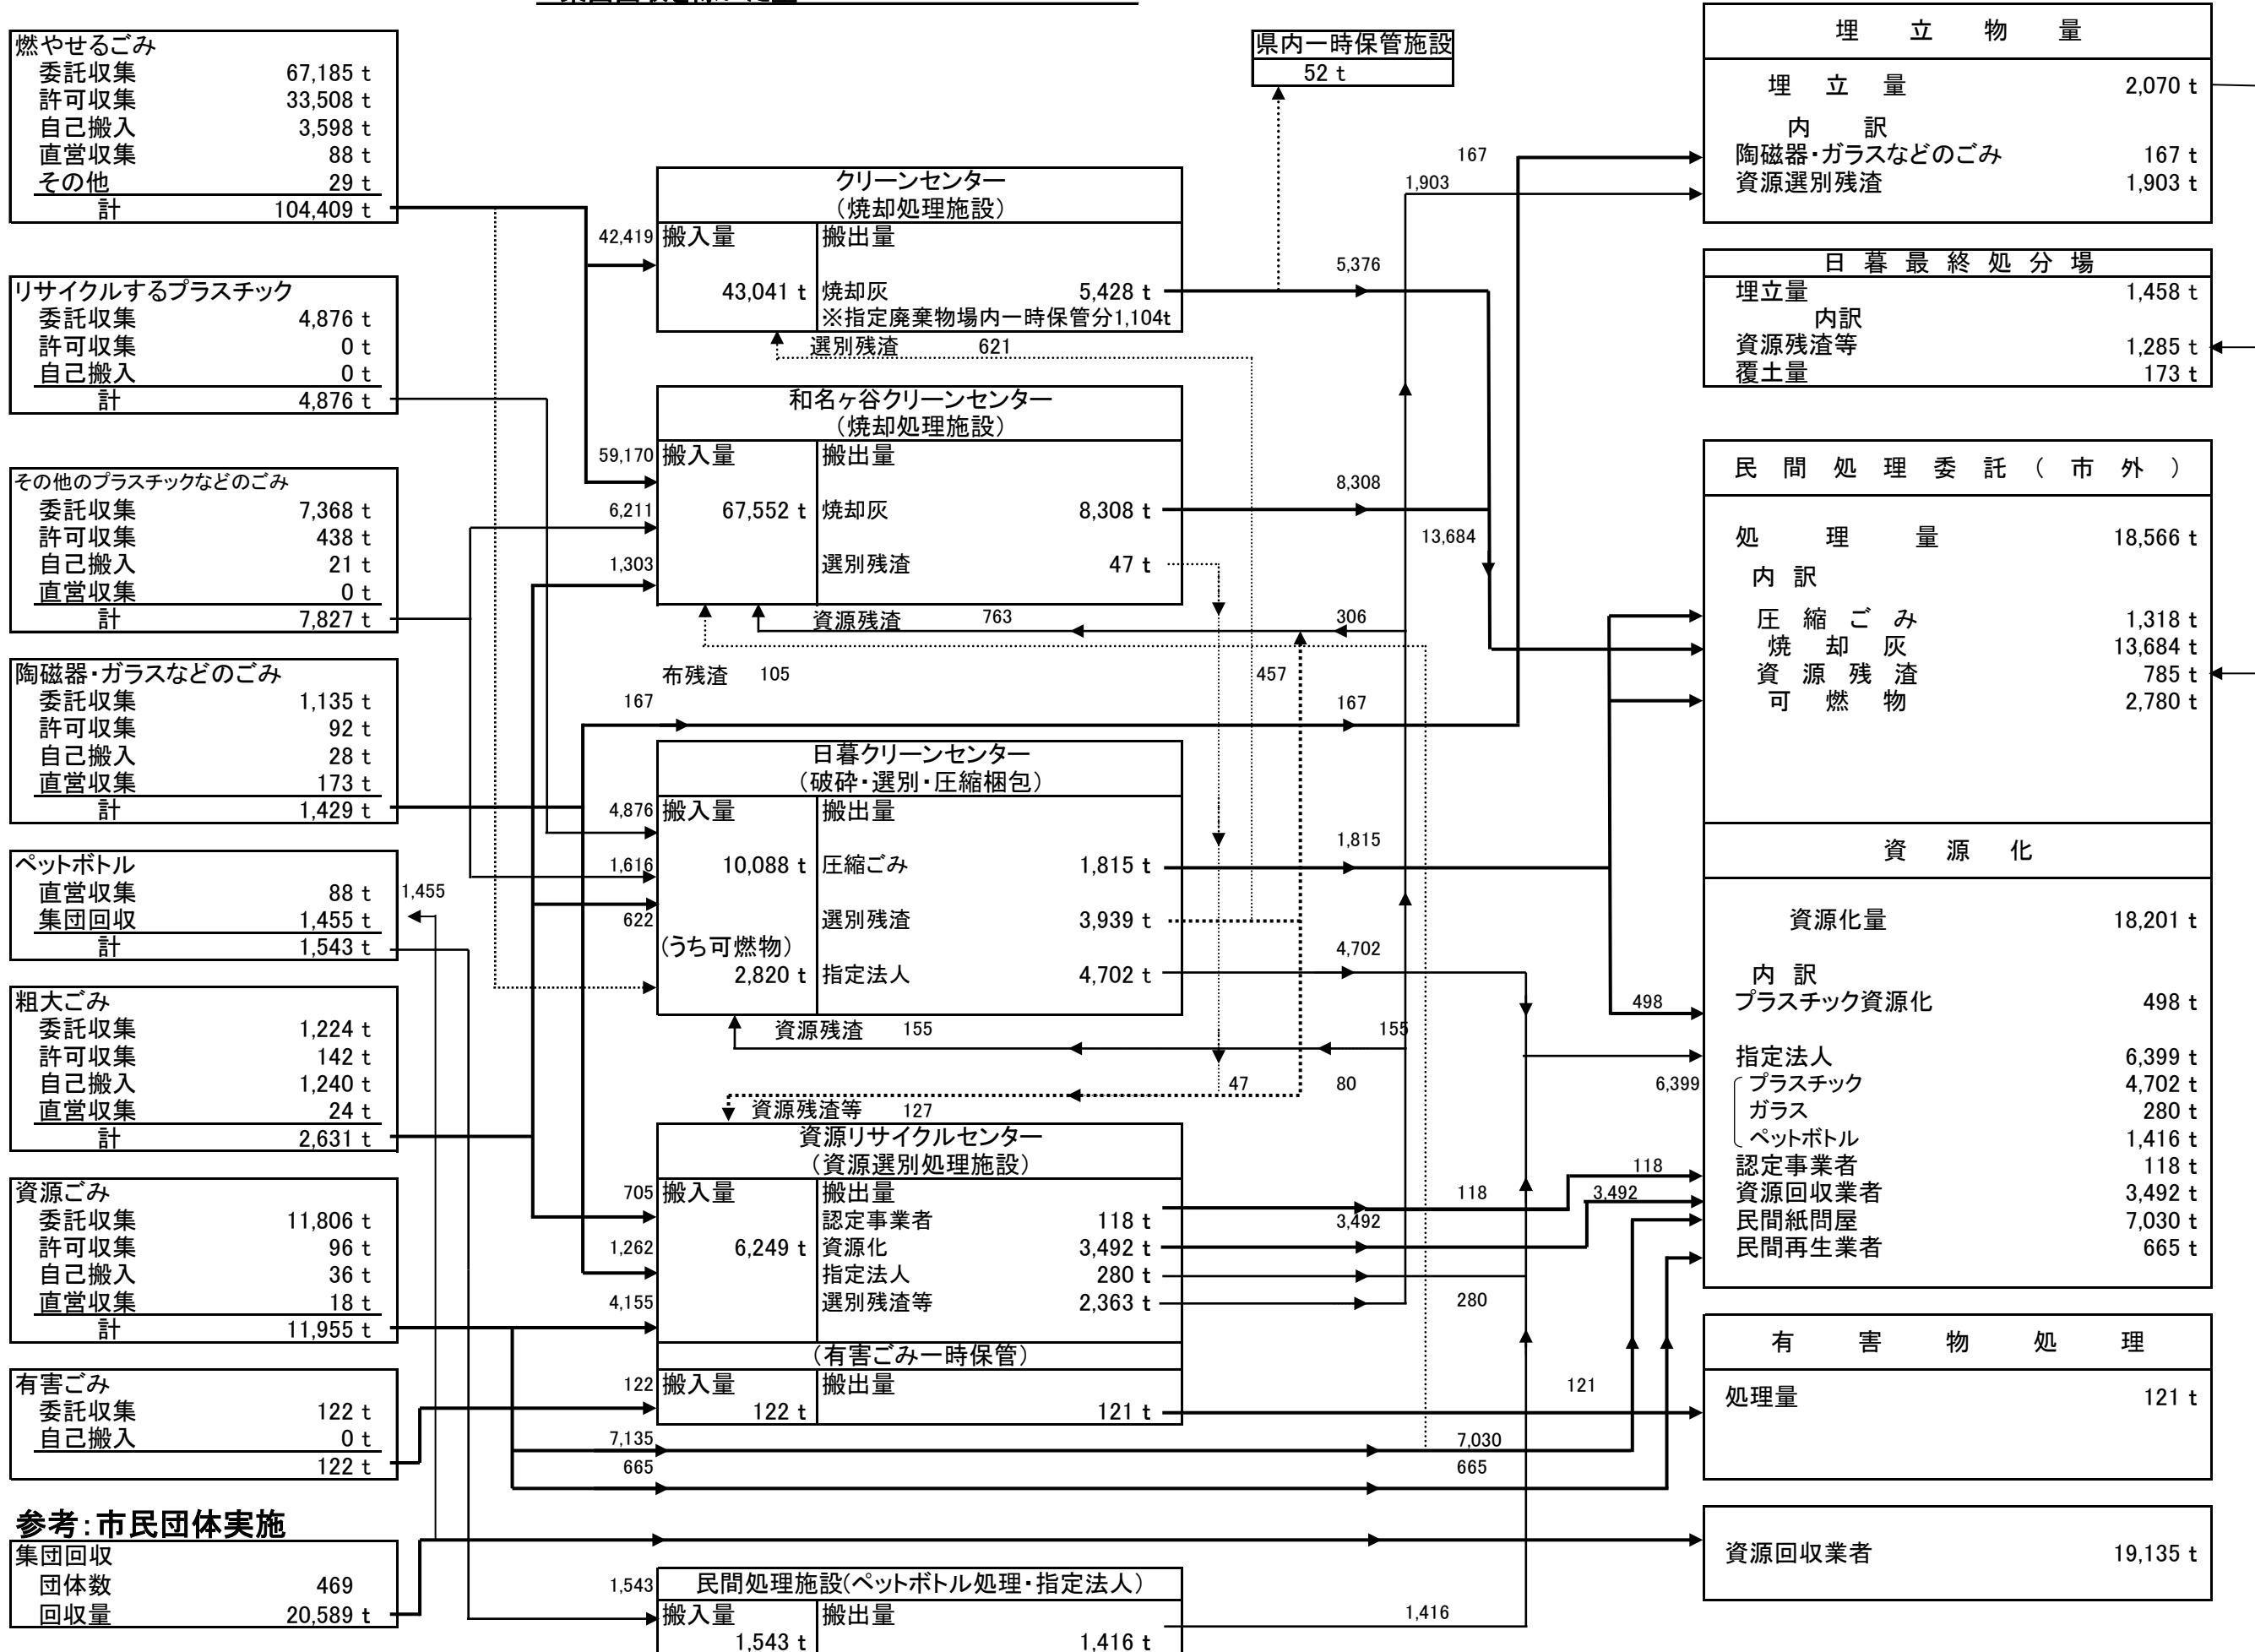 燃やせるごみ
委託収集 67,185 t
許可収集 33,508 t
自己搬入 3,598 t
直営収集 88 t
その他 29 t
計 104,409 t
リサイクルするプラスチック
委託収集 4,876 t
許可収集 0 t
自己搬入 0 t
計 4,876 t
その他のプラスチックなどのごみ
委託収集 7,368 t
許可収集 438 t
自己搬入 21 t
直営収集 0 t
計 7,827 t
陶磁器・ガラスなどのごみ
委託収集 1,135 t
許可収集 92 t
自己搬入 28 t
直営収集 173 t
計 1,429 t
ペットボトル
直営収集 88 t
集団回収 1,455 t
計 1,543 t
1,455
粗大ごみ
委託収集 1,224 t
許可収集 142 t
自己搬入 1,240 t
直営収集 24 t
計 2,631 t
資源ごみ
委託収集 11,806 t
許可収集 96 t
自己搬入 36 t
直営収集 18 t
計 11,955 t
有害ごみ
委託収集 122 t
自己搬入 0 t
122 t
参考：市民団体実施
集団回収
団体数 469
回収量 20,589 t
県内一時保管施設
52 t
クリーンセンター
（焼却処理施設）
42,419 搬入量 搬出量
5,376
43,041 t 焼却灰 5,428 t
※指定廃棄物場内一時保管分1,104t
選別残渣 621
和名ヶ谷クリーンセンター
（焼却処理施設）
59,170 搬入量 搬出量
8,308
6,211 67,552 t 焼却灰 8,308 t
13,684
1,303 選別残渣 47 t
資源残渣 763 306
布残渣 105 457
167 167
日暮クリーンセンター
（破砕・選別・圧縮梱包）
4,876 搬入量 搬出量
1,815
1,616 10,088 t 圧縮ごみ 1,815 t
622 選別残渣 3,939 t
(うち可燃物) 4,702
2,820 t 指定法人 4,702 t
資源残渣 155 155
47 80
資源残渣等 127
資源リサイクルセンター
（資源選別処理施設）
705 搬入量 搬出量
認定事業者 118 t
118
3,492
1,262 6,249 t 資源化 3,492 t
指定法人 280 t
4,155 選別残渣等 2,363 t
280
（有害ごみ一時保管）
122 搬入量 搬出量
121
122 t 121 t
7,135 7,030
665 665
1,543 民間処理施設(ペットボトル処理・指定法人)
搬入量 搬出量
1,416
1,543 t 1,416 t
167
1,903
埋立物量
埋立量 2,070 t
内訳
陶磁器・ガラスなどのごみ 167 t
資源選別残渣 1,903 t
日暮最終処分場
埋立量 1,458 t
内訳
資源残渣等 1,285 t
覆土量 173 t
民間処理委託（市外）
処理量 18,566 t
内訳
圧縮ごみ 1,318 t
焼却灰 13,684 t
資源残渣 785 t
可燃物 2,780 t
資源化
資源化量 18,201 t
内訳
498 プラスチック資源化 498 t
指定法人 6,399 t
6,399 プラスチック 4,702 t
ガラス 280 t
ペットボトル 1,416 t
118 認定事業者 118 t
3,492 資源回収業者 3,492 t
民間紙問屋 7,030 t
民間再生業者 665 t
有害物処理
処理量 121 t
資源回収業者 19,135 t